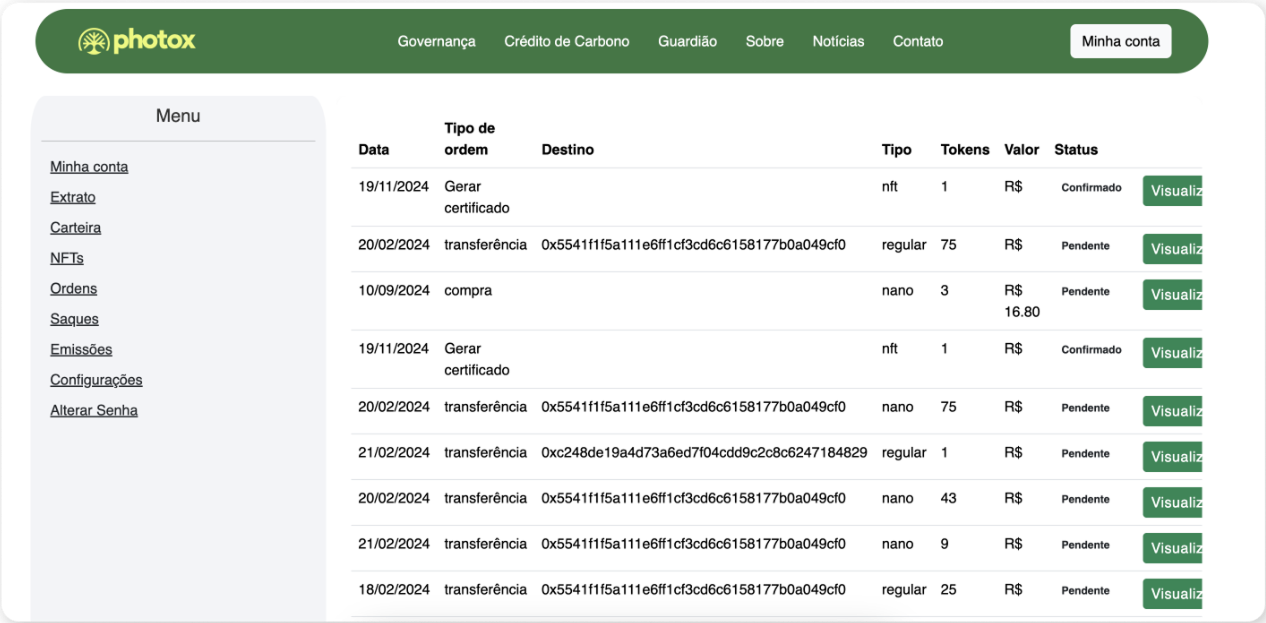 photox
Governança Crédito de Carbono Guardião Sobre Notícias Contato Minha conta
Menu
Minha conta
Extrato
Carteira
NFTs
Ordens
Saques
Emissões
Configurações
Alterar Senha
Data Tipo de ordem Destino Tipo Tokens Valor Status
19/11/2024 Gerar certificado nft 1 R$ Confirmado Visualiz
20/02/2024 transferência 0x5541f1f5a111e6ff1cf3cd6c6158177b0a049cf0 regular 75 R$ Pendente Visualiz
10/09/2024 compra nano 3 R$ 16.80 Pendente Visualiz
19/11/2024 Gerar certificado nft 1 R$ Confirmado Visualiz
20/02/2024 transferência 0x5541f1f5a111e6ff1cf3cd6c6158177b0a049cf0 nano 75 R$ Pendente Visualiz
21/02/2024 transferência 0xc248de19a4d73a6ed7f04cdd9c2c8c6247184829 regular 1 R$ Pendente Visualiz
20/02/2024 transferência 0x5541f1f5a111e6ff1cf3cd6c6158177b0a049cf0 nano 43 R$ Pendente Visualiz
21/02/2024 transferência 0x5541f1f5a111e6ff1cf3cd6c6158177b0a049cf0 nano 9 R$ Pendente Visualiz
18/02/2024 transferência 0x5541f1f5a111e6ff1cf3cd6c6158177b0a049cf0 regular 25 R$ Pendente Visualiz